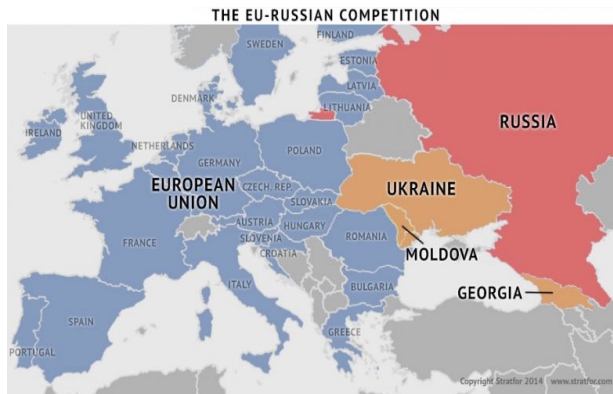 THE EU-RUSSIAN COMPETITION
SWEDEN
FINLAND
ESTONIA
LATVIA
LITHUANIA
DENMARK
IRELAND
UNITED
KINGDOM
NETHERLANDS
RUSSIA
POLAND
GERMANY
EUROPEAN
UNION
CZECH. REP.
UKRAINE
SLOVAKIA
FRANCE
AUSTRIA
HUNGARY
SLOVENIA
CROATIA
ROMANIA
MOLDOVA
ITALY
BULGARIA
GEORGIA
SPAIN
PORTUGAL
GREECE
Copyright Stratfor 2014 www.stratfor.com